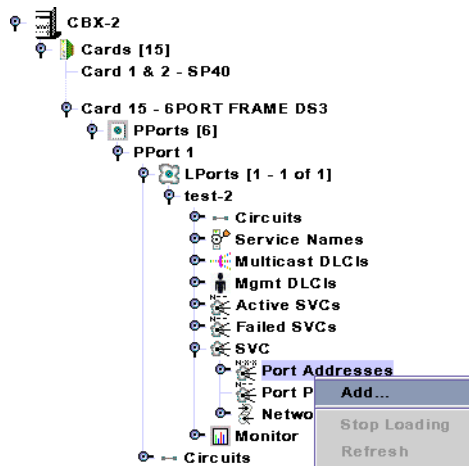 CBX-2
Cards [15]
Card 1 & 2 - SP40
Card 15 - 6PORT FRAME DS3
PPorts [6]
PPort 1
LPorts [1 - 1 of 1]
test-2
Circuits
Service Names
Multicast DLCIs
Mgmt DLCIs
Active SVCs
Failed SVCs
SVC
Port Addresses
Port P
Add...
Netwo
Stop Loading
Monitor
Refresh
Circuits